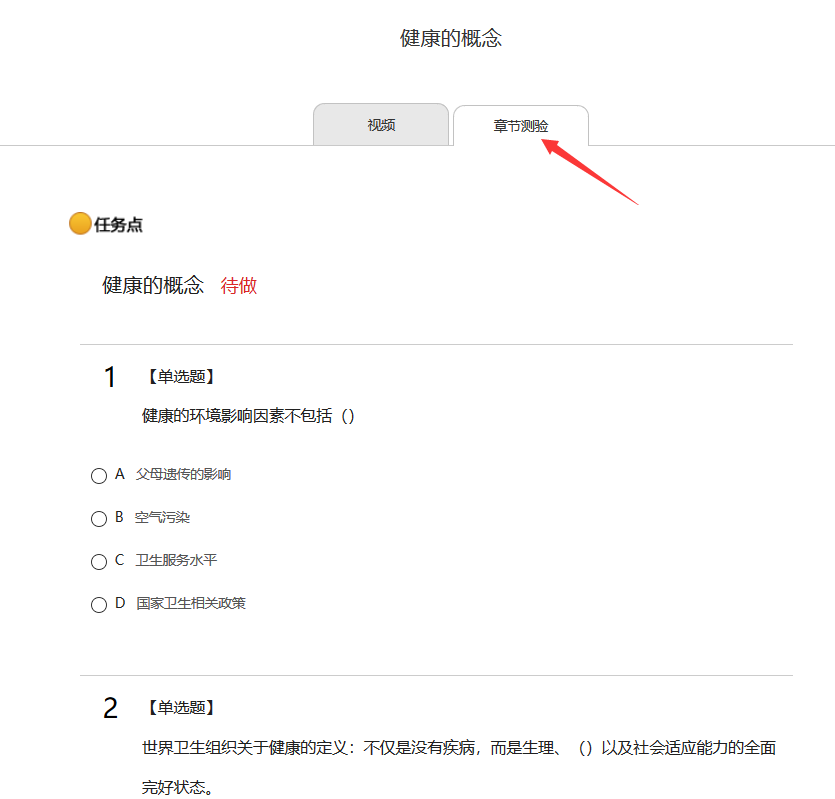 健康的概念
视频 章节测验
任务点
健康的概念 待做
1 【单选题】
健康的环境影响因素不包括（）
A 父母遗传的影响
B 空气污染
C 卫生服务水平
D 国家卫生相关政策
2 【单选题】
世界卫生组织关于健康的定义：不仅是没有疾病，而是生理、（）以及社会适应能力的全面
完好状态。